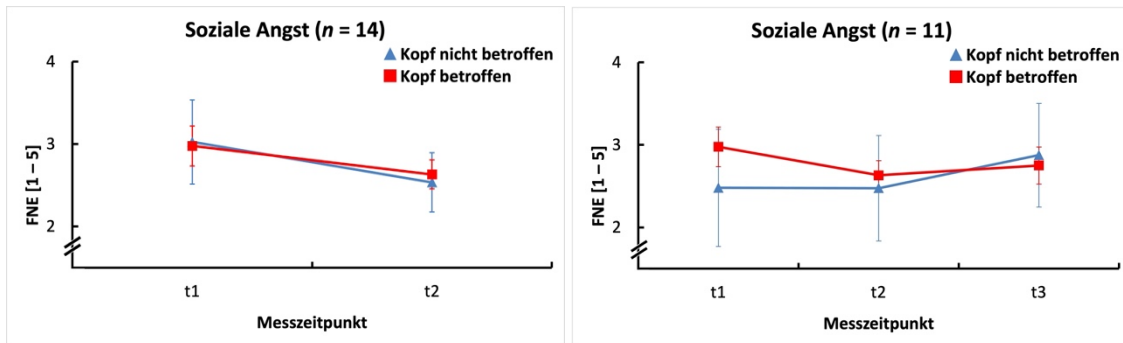 Soziale Angst (n = 14)
Kopf nicht betroffen
Kopf betroffen
4
3
2
FNE [1 – 5]
t1 t2
Messzeitpunkt
Soziale Angst (n = 11)
Kopf nicht betroffen
Kopf betroffen
4
3
2
FNE [1 – 5]
t1 t2 t3
Messzeitpunkt